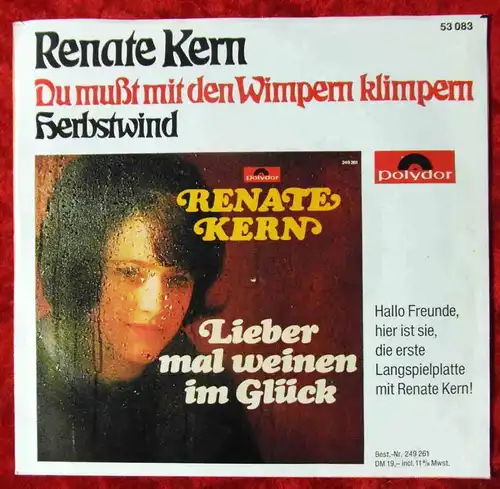 53 083
Renate Kern
Du mußt mit den Wimpern klimpern
Herbstwind
Polydor
249 261
Polydor
RENATE
KERN
Lieber
mal weinen
im Glück
Hallo Freunde,
hier ist sie,
die erste
Langspielplatte
mit Renate Kern!
Best.-Nr. 249 261
DM 19,– incl. 11% Mwst.